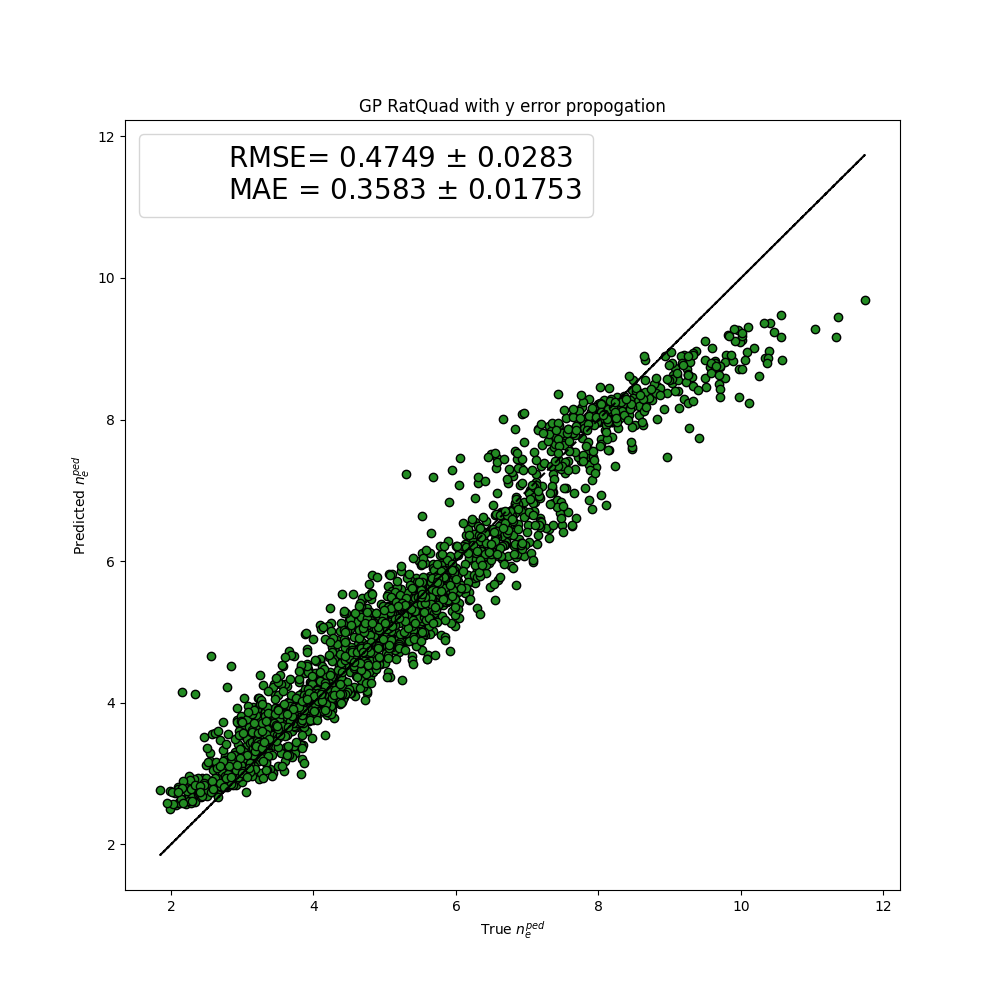 GP RatQuad with y error propogation
RMSE= 0.4749 ± 0.0283
MAE = 0.3583 ± 0.01753
12
10
8
6
4
2
Predicted $n_e^{ped}$
2 4 6 8 10 12
True $n_e^{ped}$